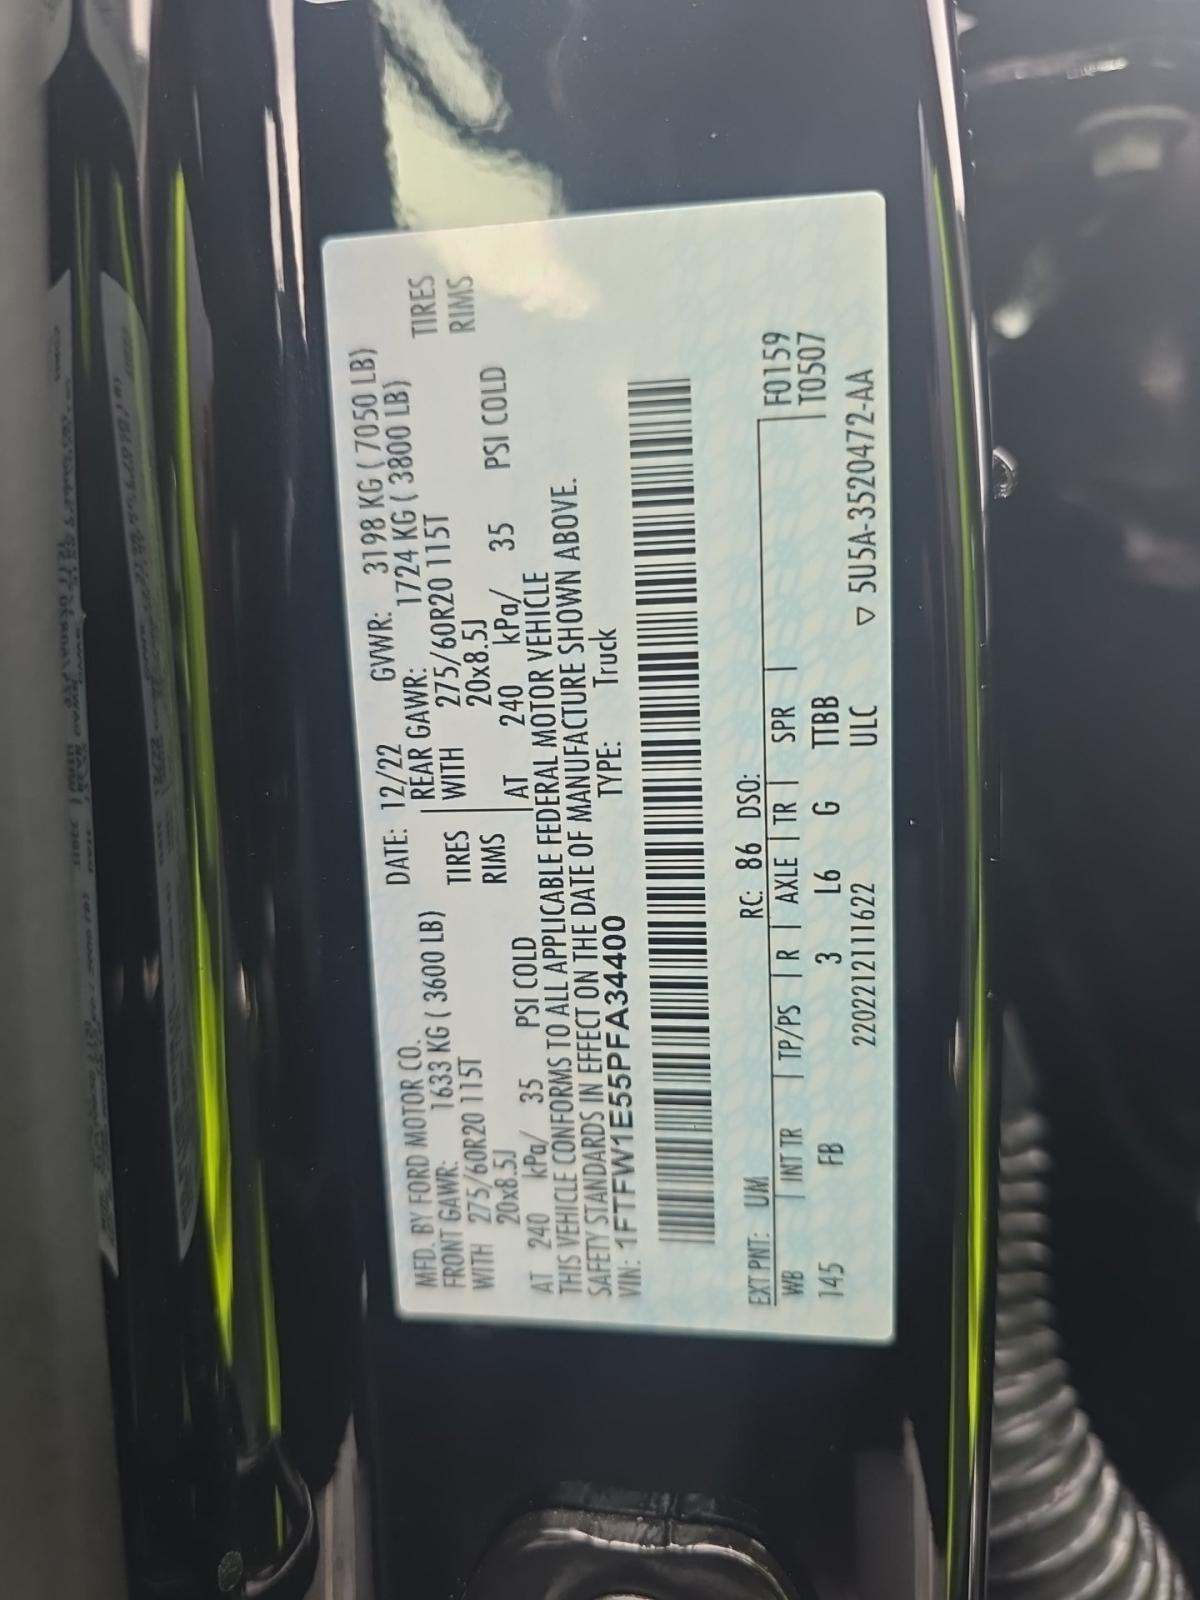 MFD. BY FORD MOTOR CO. DATE: 12/22 GVWR: 3198 KG ( 7050 LB)
FRONT GAWR: 1633 KG ( 3600 LB) REAR GAWR: 1724 KG ( 3800 LB)
WITH 275/60R20 115T TIRES WITH 275/60R20 115T TIRES
20x8.5J RIMS 20x8.5J RIMS
AT 240 kPa/ 35 PSI COLD AT 240 kPa/ 35 PSI COLD
THIS VEHICLE CONFORMS TO ALL APPLICABLE FEDERAL MOTOR VEHICLE
SAFETY STANDARDS IN EFFECT ON THE DATE OF MANUFACTURE SHOWN ABOVE.
VIN: 1FTFW1E55PFA34400 TYPE: Truck
EXT PNT: UM RC: 86 DSO: F0159
WB INT TR TP/PS R AXLE TR SPR T0507
145 FB 3 L6 G TTBB
22022121111622 ULC ▽ 5U5A-3520472-AA